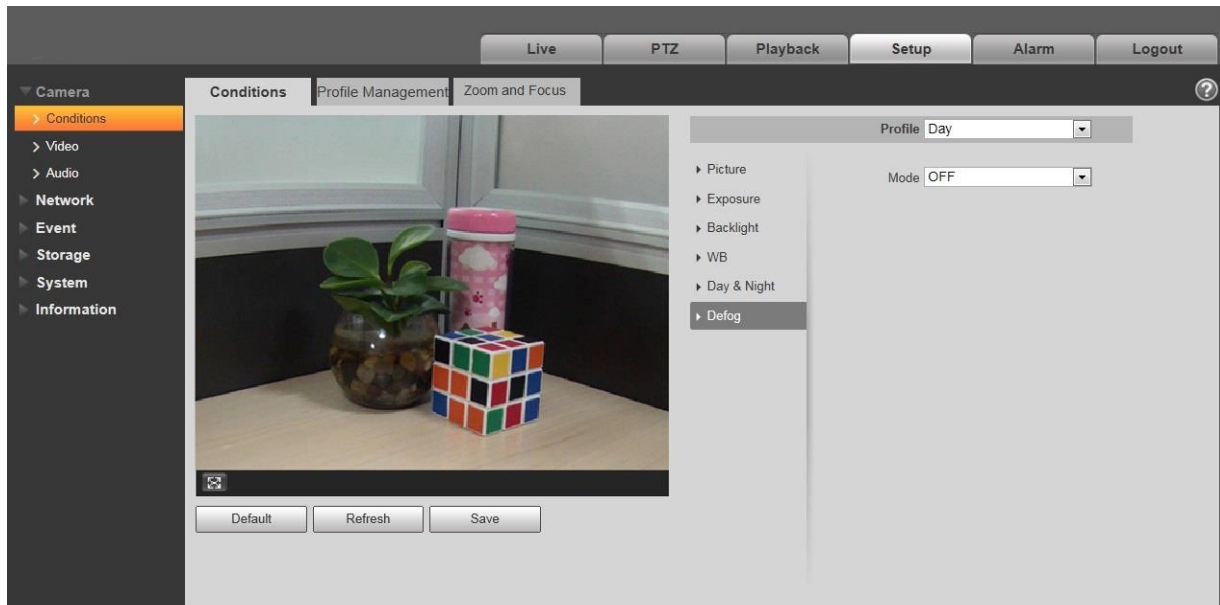 Live PTZ Playback Setup Alarm Logout
Camera
Conditions
Video
Audio
Network
Event
Storage
System
Information
Conditions Profile Management Zoom and Focus
?
Profile Day
Picture
Exposure
Backlight
WB
Day & Night
Defog
Mode OFF
Default Refresh Save